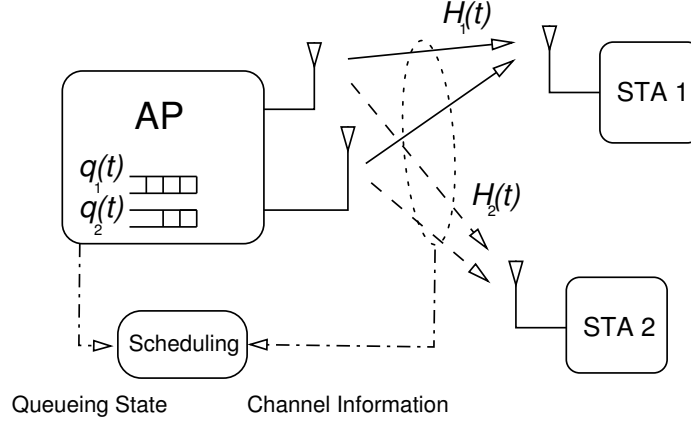 H₁(t)
AP
STA 1
q₁(t)
q₂(t)
H₂(t)
STA 2
Scheduling
Queueing State
Channel Information